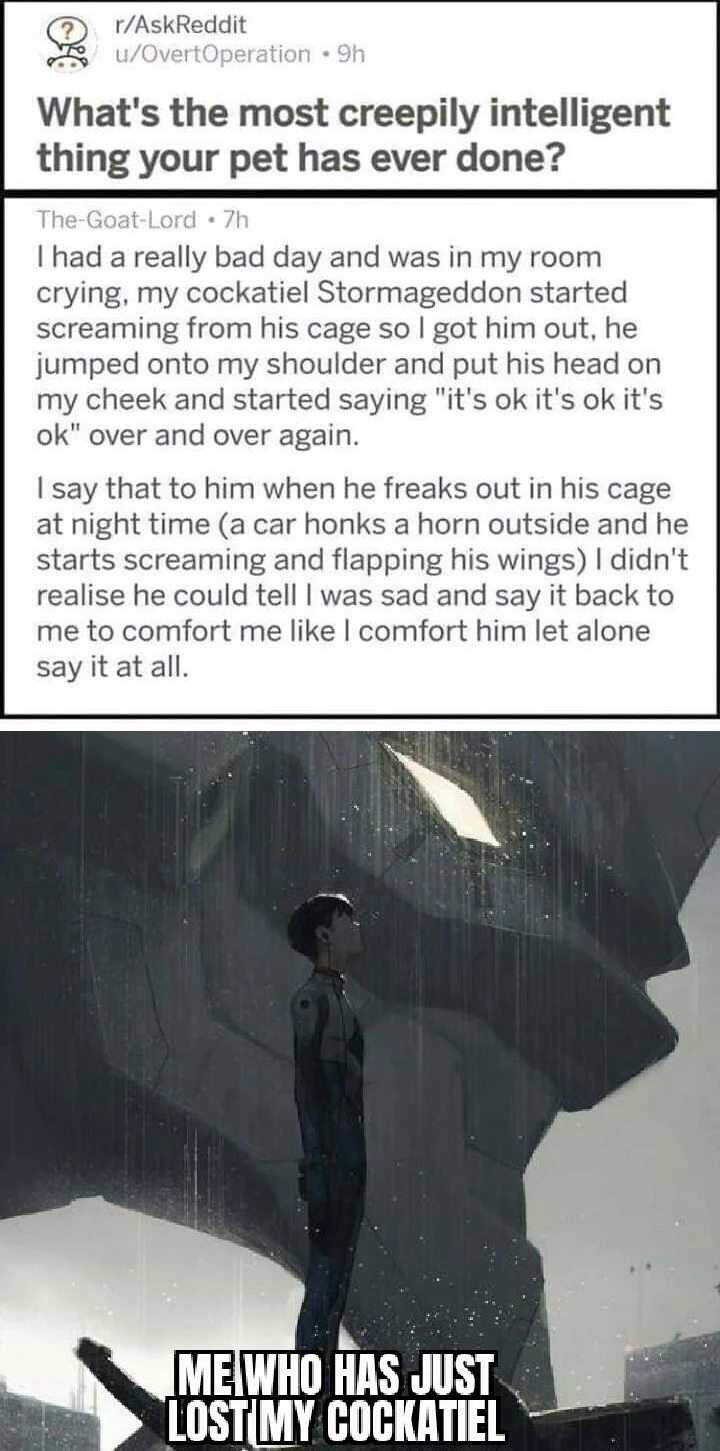 r/AskReddit
u/OvertOperation • 9h
What's the most creepily intelligent
thing your pet has ever done?
The-Goat-Lord • 7h
I had a really bad day and was in my room
crying, my cockatiel Stormageddon started
screaming from his cage so I got him out, he
jumped onto my shoulder and put his head on
my cheek and started saying "it's ok it's ok it's
ok" over and over again.
I say that to him when he freaks out in his cage
at night time (a car honks a horn outside and he
starts screaming and flapping his wings) I didn't
realise he could tell I was sad and say it back to
me to comfort me like I comfort him let alone
say it at all.
ME WHO HAS JUST
LOST MY COCKATIEL